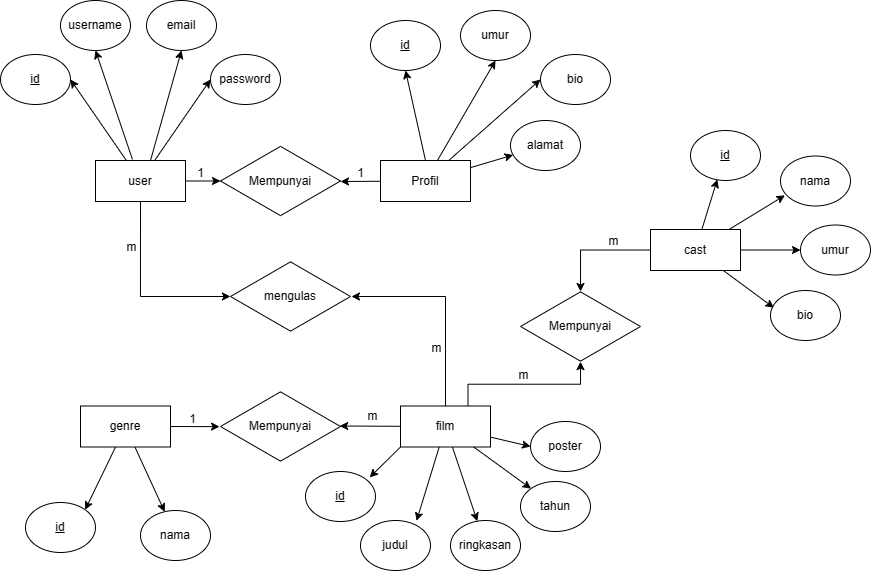 username
email
id
password
id
umur
bio
alamat
user
1
Mempunyai
1
Profil
id
nama
cast
umur
bio
m
m
mengulas
m
Mempunyai
m
genre
1
Mempunyai
m
film
poster
id
tahun
judul
ringkasan
id
nama